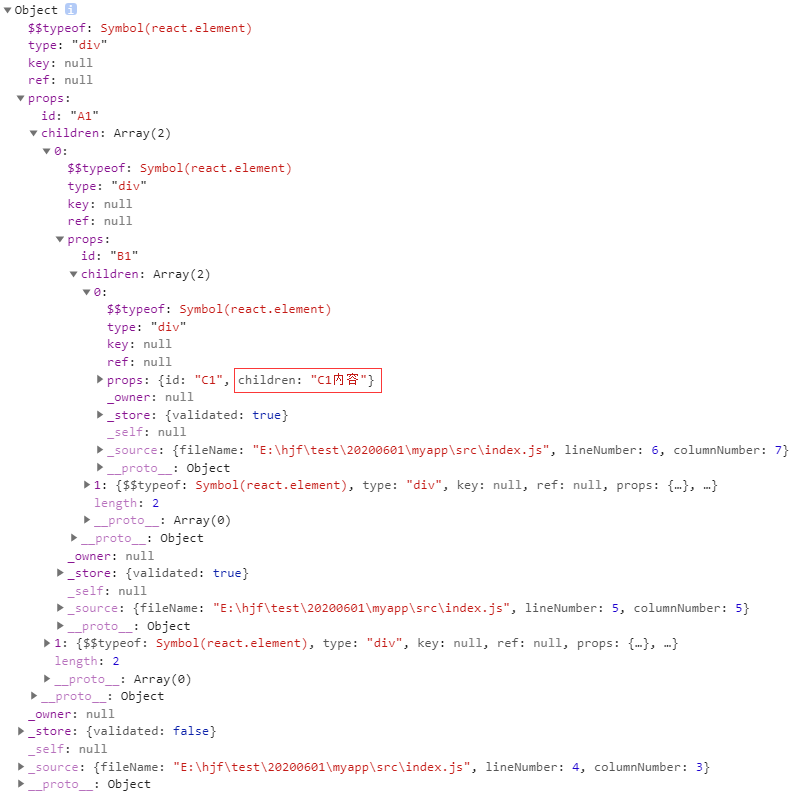 ▼Object i
$$typeof: Symbol(react.element)
type: "div"
key: null
ref: null
▼props:
id: "A1"
▼children: Array(2)
▼0:
$$typeof: Symbol(react.element)
type: "div"
key: null
ref: null
▼props:
id: "B1"
▼children: Array(2)
▼0:
$$typeof: Symbol(react.element)
type: "div"
key: null
ref: null
▶props: {id: "C1", children: "C1内容"}
_owner: null
▶_store: {validated: true}
_self: null
▶_source: {fileName: "E:\hjf\test\20200601\myapp\src\index.js", lineNumber: 6, columnNumber: 7}
▶__proto__: Object
▶1: {$$typeof: Symbol(react.element), type: "div", key: null, ref: null, props: {…}, …}
length: 2
▶__proto__: Array(0)
▶__proto__: Object
_owner: null
▶_store: {validated: true}
_self: null
▶_source: {fileName: "E:\hjf\test\20200601\myapp\src\index.js", lineNumber: 5, columnNumber: 5}
▶__proto__: Object
▶1: {$$typeof: Symbol(react.element), type: "div", key: null, ref: null, props: {…}, …}
length: 2
▶__proto__: Array(0)
▶__proto__: Object
_owner: null
▶_store: {validated: false}
_self: null
▶_source: {fileName: "E:\hjf\test\20200601\myapp\src\index.js", lineNumber: 4, columnNumber: 3}
▶__proto__: Object